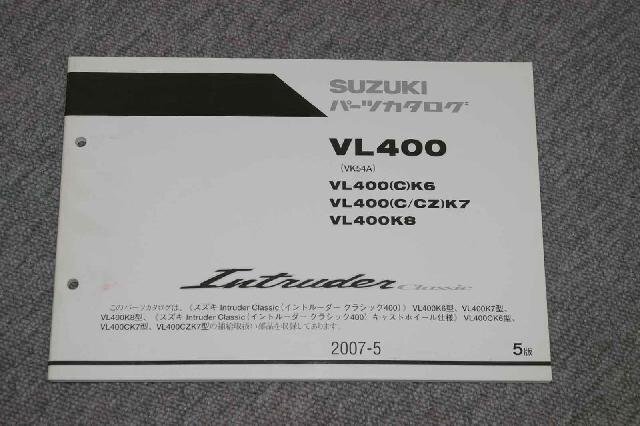 SUZUKI
パーツカタログ
VL400
(VK54A)
VL400(C)K6
VL400(C/CZ)K7
VL400K8
Intruder Classic
このパーツカタログは、《スズキ Intruder Classic（イントルーダー クラシック400）》 VL400K6型、VL400K7型、
VL400K8型、《スズキ Intruder Classic（イントルーダー クラシック400）キャストホイール仕様》 VL400CK6型、
VL400CK7型、VL400CZK7型の補給取扱い部品を収録してあります。
2007-5
5版